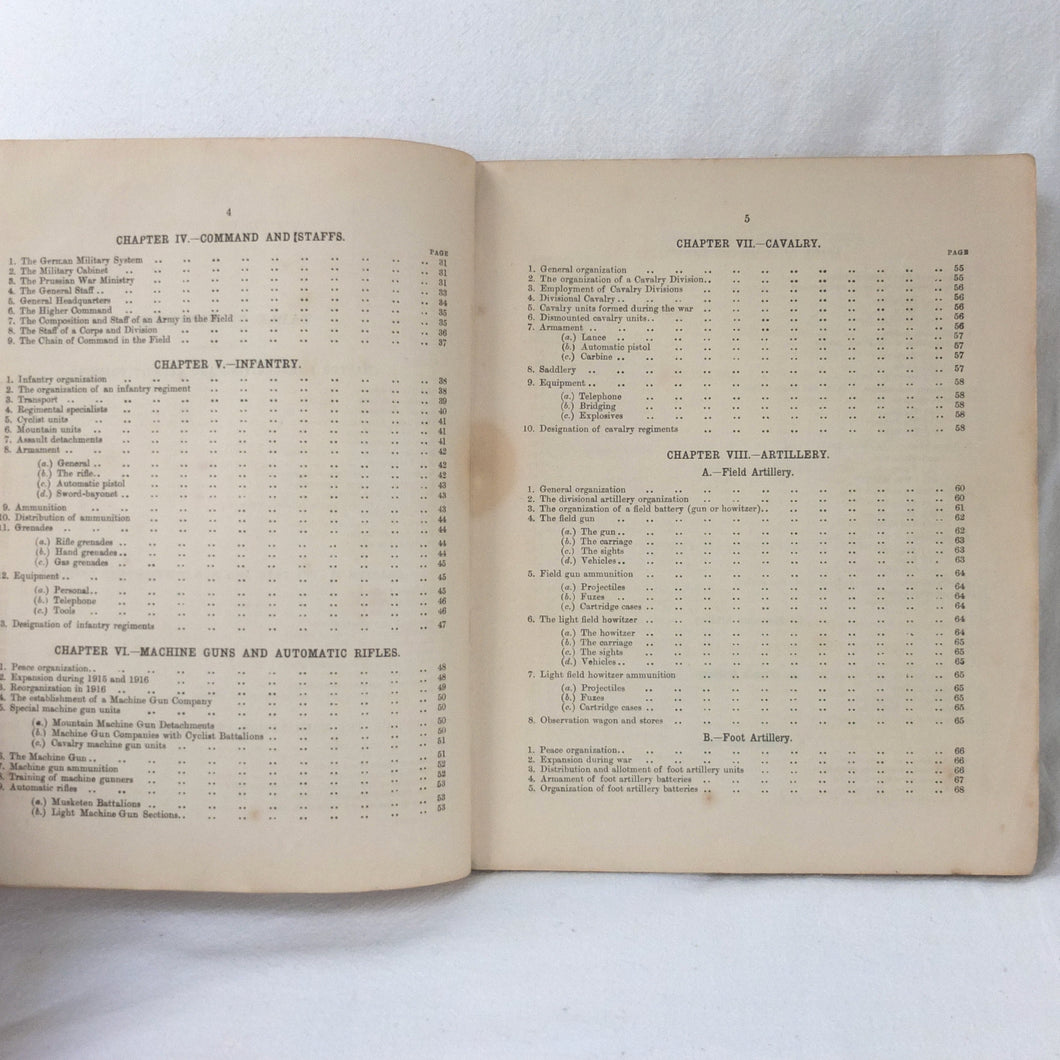 4
CHAPTER IV.—COMMAND AND STAFFS.
PAGE
1. The German Military System .. 31
2. The Military Cabinet .. 31
3. The Prussian War Ministry .. 31
4. The General Staff .. 33
5. General Headquarters .. 34
6. The Higher Command .. 35
7. The Composition and Staff of an Army in the Field .. 35
8. The Staff of a Corps and Division .. 36
9. The Chain of Command in the Field .. 37
CHAPTER V.—INFANTRY.
1. Infantry organization .. 38
2. The organization of an infantry regiment .. 38
3. Transport .. 39
4. Regimental specialists .. 40
5. Cyclist units .. 41
6. Mountain units .. 41
7. Assault detachments .. 41
8. Armament .. 42
(a.) General .. 42
(b.) The rifle .. 42
(c.) Automatic pistol .. 43
(d.) Sword-bayonet .. 43
9. Ammunition .. 43
10. Distribution of ammunition .. 44
11. Grenades .. 44
(a.) Rifle grenades .. 44
(b.) Hand grenades .. 44
(c.) Gas grenades .. 45
12. Equipment .. 45
(a.) Personal .. 45
(b.) Telephone .. 46
(c.) Tools .. 46
3. Designation of infantry regiments .. 47
CHAPTER VI.—MACHINE GUNS AND AUTOMATIC RIFLES.
1. Peace organization .. 48
2. Expansion during 1915 and 1916 .. 48
3. Reorganization in 1916 .. 49
4. The establishment of a Machine Gun Company .. 50
5. Special machine gun units .. 50
(a.) Mountain Machine Gun Detachments .. 50
(b.) Machine Gun Companies with Cyclist Battalions .. 50
(c.) Cavalry machine gun units .. 51
6. The Machine Gun .. 51
7. Machine gun ammunition .. 52
8. Training of machine gunners .. 52
9. Automatic rifles .. 53
(a.) Musketen Battalions .. 53
(b.) Light Machine Gun Sections .. 53
5
CHAPTER VII.—CAVALRY.
PAGE
1. General organization .. 55
2. The organization of a Cavalry Division .. 55
3. Employment of Cavalry Divisions .. 56
4. Divisional Cavalry .. 56
5. Cavalry units formed during the war .. 56
6. Dismounted cavalry units .. 56
7. Armament .. 56
(a.) Lance .. 57
(b.) Automatic pistol .. 57
(c.) Carbine .. 57
8. Saddlery .. 57
9. Equipment .. 58
(a.) Telephone .. 58
(b.) Bridging .. 58
(c.) Explosives .. 58
10. Designation of cavalry regiments .. 58
CHAPTER VIII.—ARTILLERY.
A.—Field Artillery.
1. General organization .. 60
2. The divisional artillery organization .. 60
3. The organization of a field battery (gun or howitzer) .. 61
4. The field gun .. 62
(a.) The gun .. 62
(b.) The carriage .. 63
(c.) The sights .. 63
(d.) Vehicles .. 63
5. Field gun ammunition .. 64
(a.) Projectiles .. 64
(b.) Fuzes .. 64
(c.) Cartridge cases .. 64
6. The light field howitzer .. 64
(a.) The howitzer .. 64
(b.) The carriage .. 65
(c.) The sights .. 65
(d.) Vehicles .. 65
7. Light field howitzer ammunition .. 65
(a.) Projectiles .. 65
(b.) Fuzes .. 65
(c.) Cartridge cases .. 65
8. Observation wagon and stores .. 65
B.—Foot Artillery.
1. Peace organization .. 66
2. Expansion during war .. 66
3. Distribution and allotment of foot artillery units .. 66
4. Armament of foot artillery batteries .. 67
5. Organization of foot artillery batteries .. 68